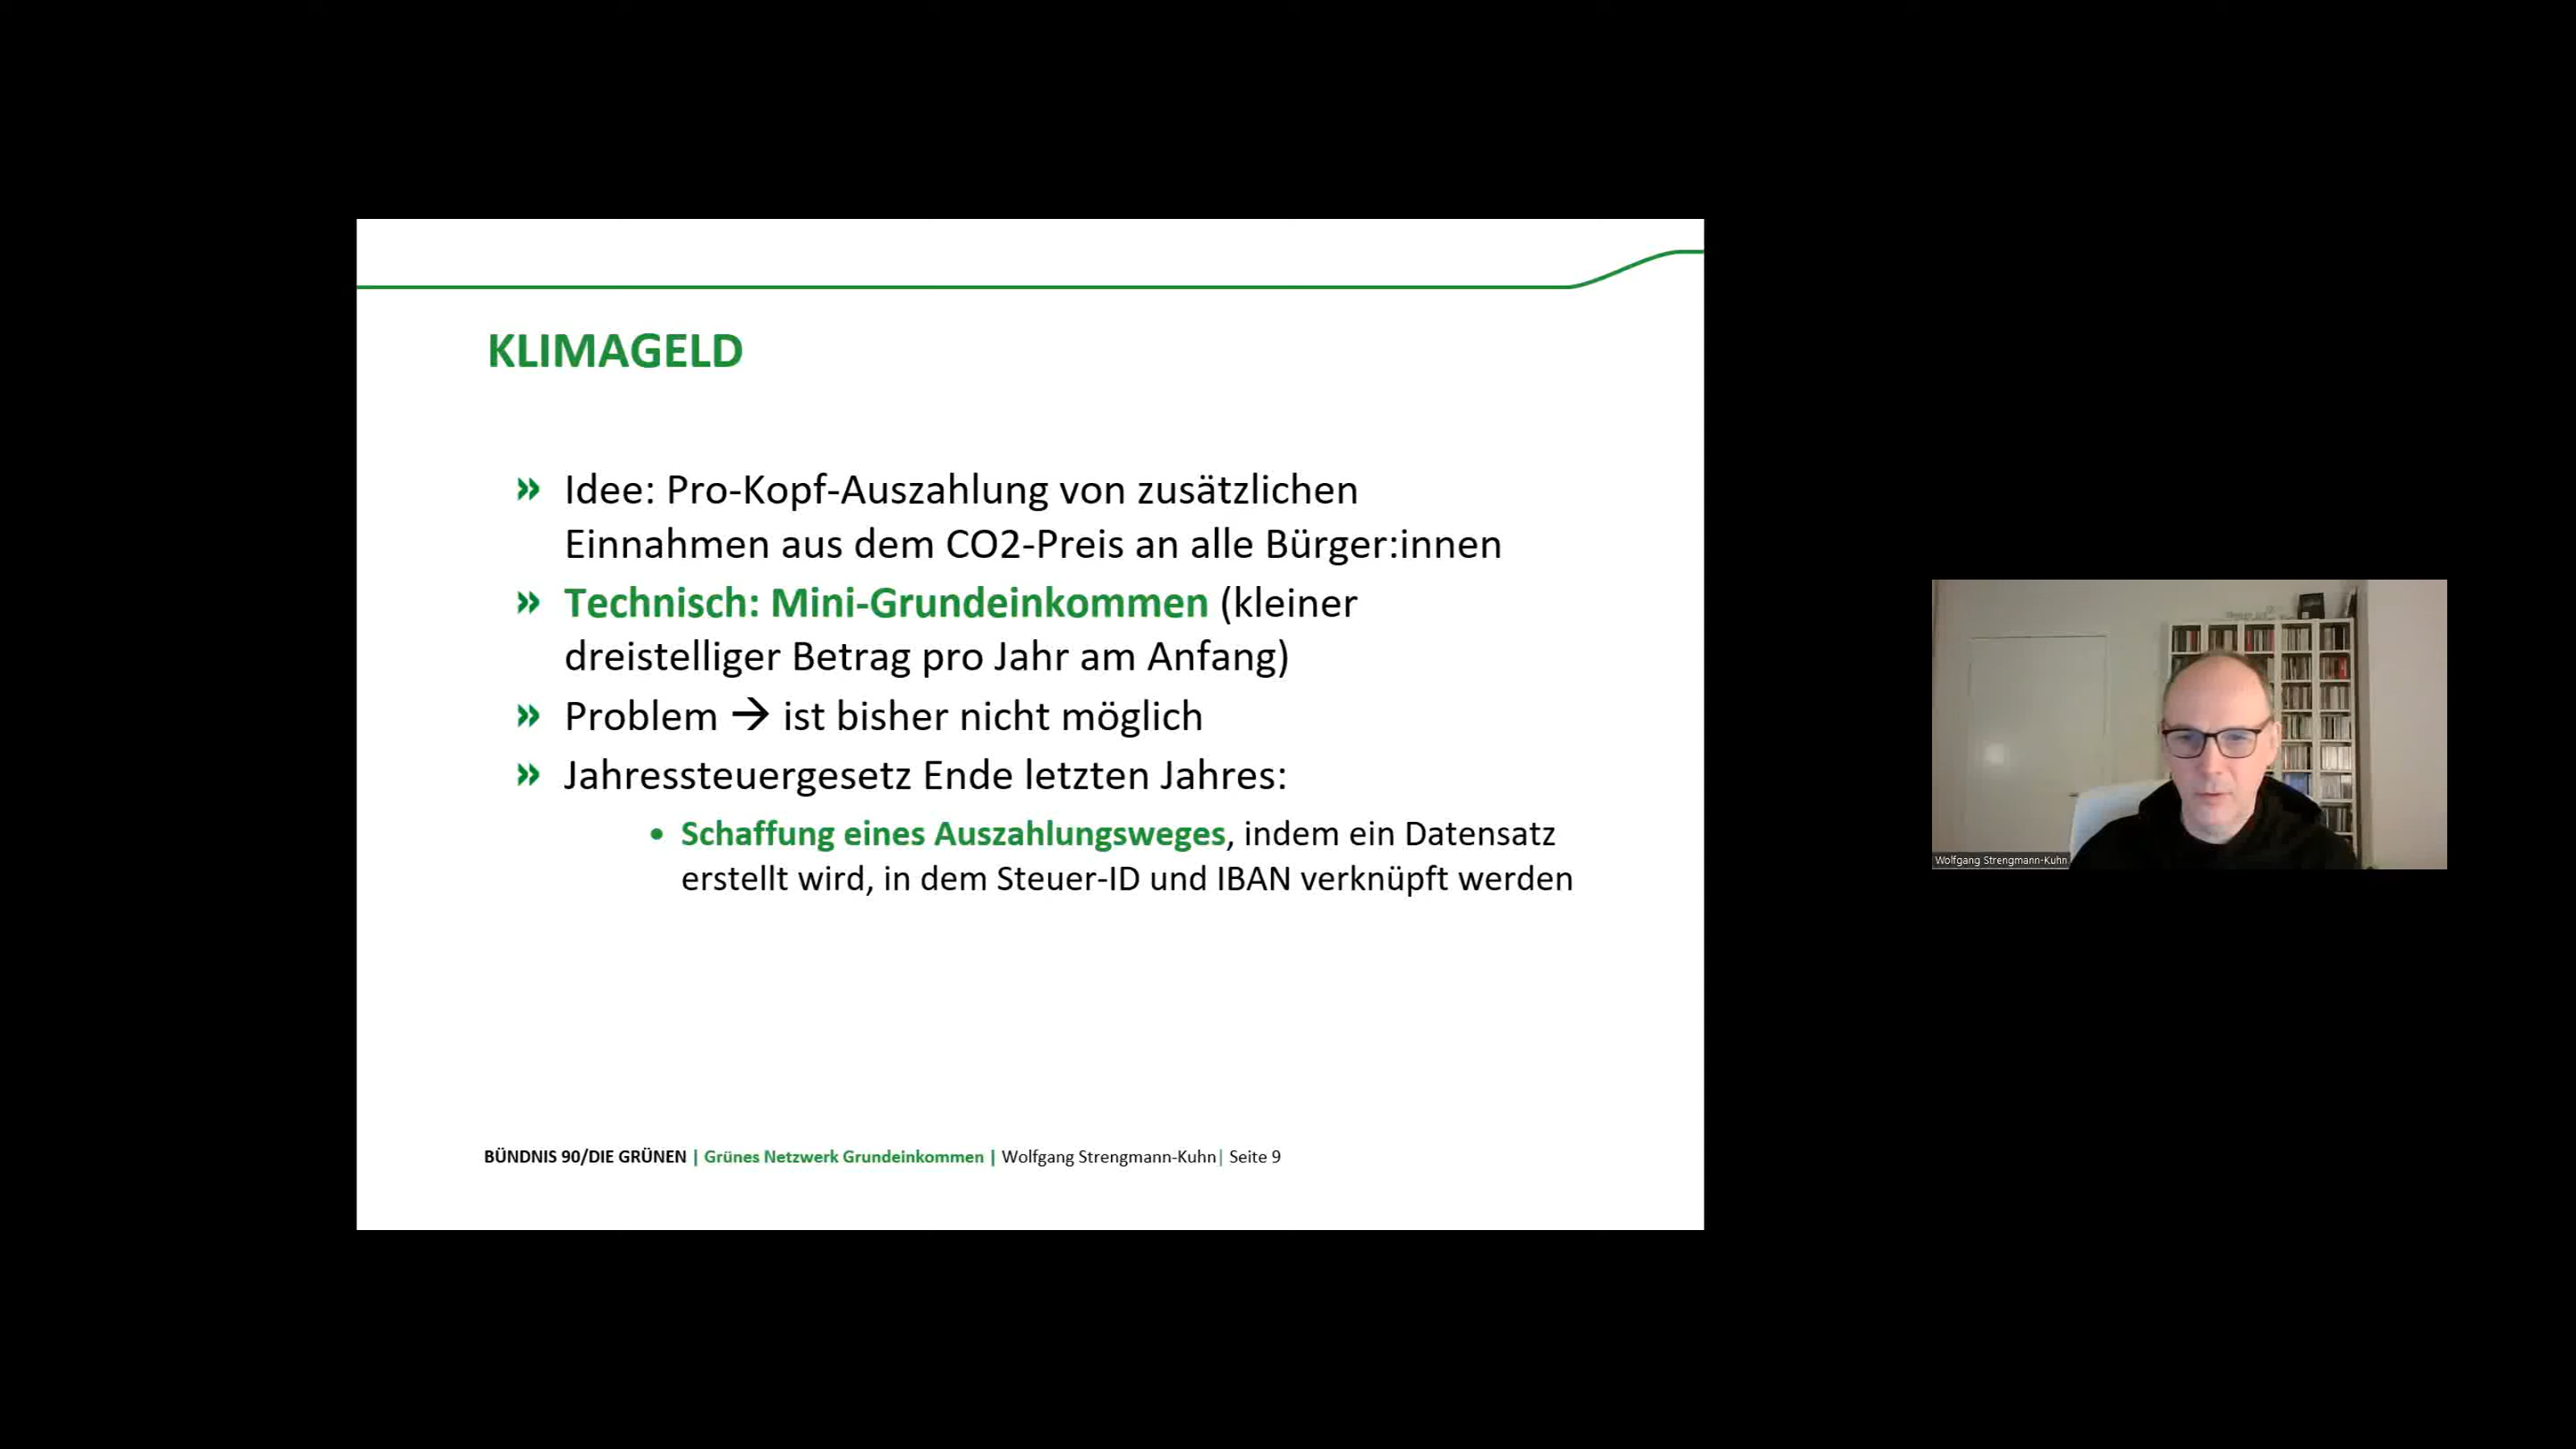 KLIMAGELD
» Idee: Pro-Kopf-Auszahlung von zusätzlichen
Einnahmen aus dem CO2-Preis an alle Bürger:innen
» Technisch: Mini-Grundeinkommen (kleiner
dreistelliger Betrag pro Jahr am Anfang)
» Problem → ist bisher nicht möglich
» Jahressteuergesetz Ende letzten Jahres:
• Schaffung eines Auszahlungsweges, indem ein Datensatz
erstellt wird, in dem Steuer-ID und IBAN verknüpft werden
BÜNDNIS 90/DIE GRÜNEN | Grünes Netzwerk Grundeinkommen | Wolfgang Strengmann-Kuhn| Seite 9
Wolfgang Strengmann-Kuhn